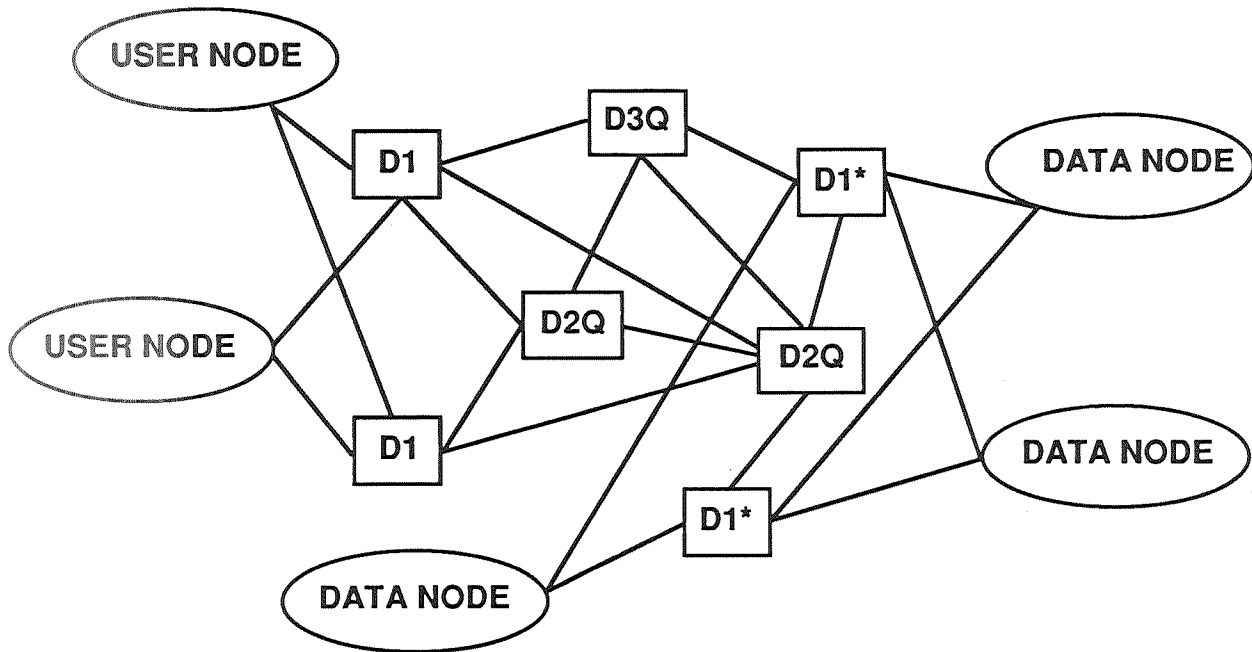 USER NODE
D3Q
D1
D1*
DATA NODE
D2Q
USER NODE
D2Q
D1
DATA NODE
D1*
DATA NODE